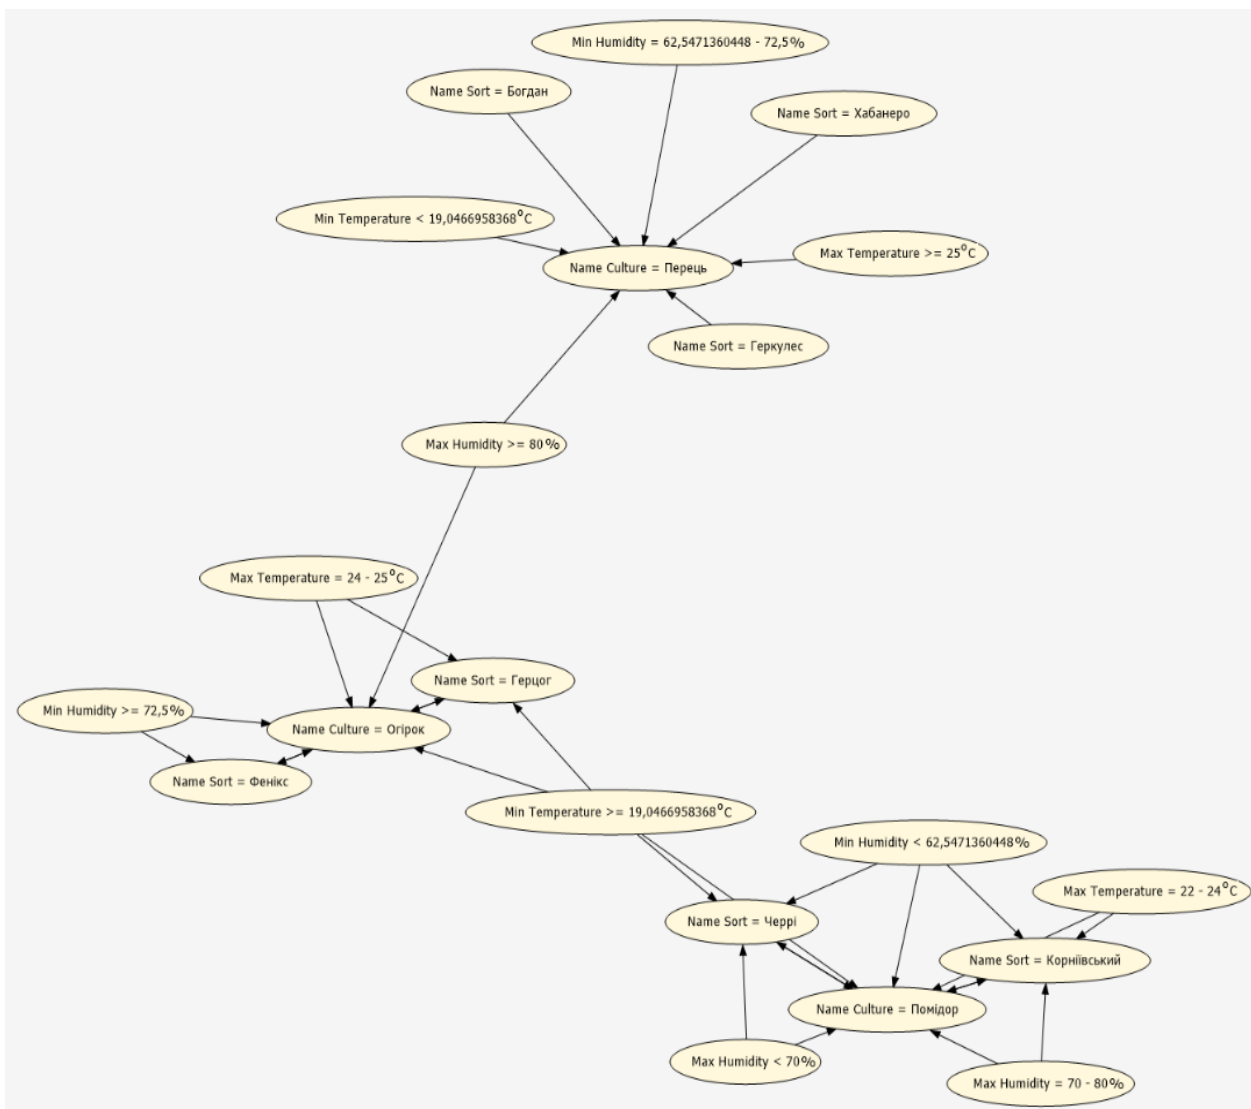 Min Humidity = 62,5471360448 - 72,5%
Name Sort = Богдан
Name Sort = Хабанеро
Min Temperature < 19,0466958368°C
Max Temperature >= 25°C
Name Culture = Перець
Name Sort = Геркулес
Max Humidity >= 80%
Max Temperature = 24 - 25°C
Name Sort = Герцог
Min Humidity >= 72,5%
Name Culture = Огірок
Name Sort = Фенікс
Min Temperature >= 19,0466958368°C
Min Humidity < 62,5471360448%
Max Temperature = 22 - 24°C
Name Sort = Черрі
Name Sort = Корніївський
Name Culture = Помідор
Max Humidity < 70%
Max Humidity = 70 - 80%